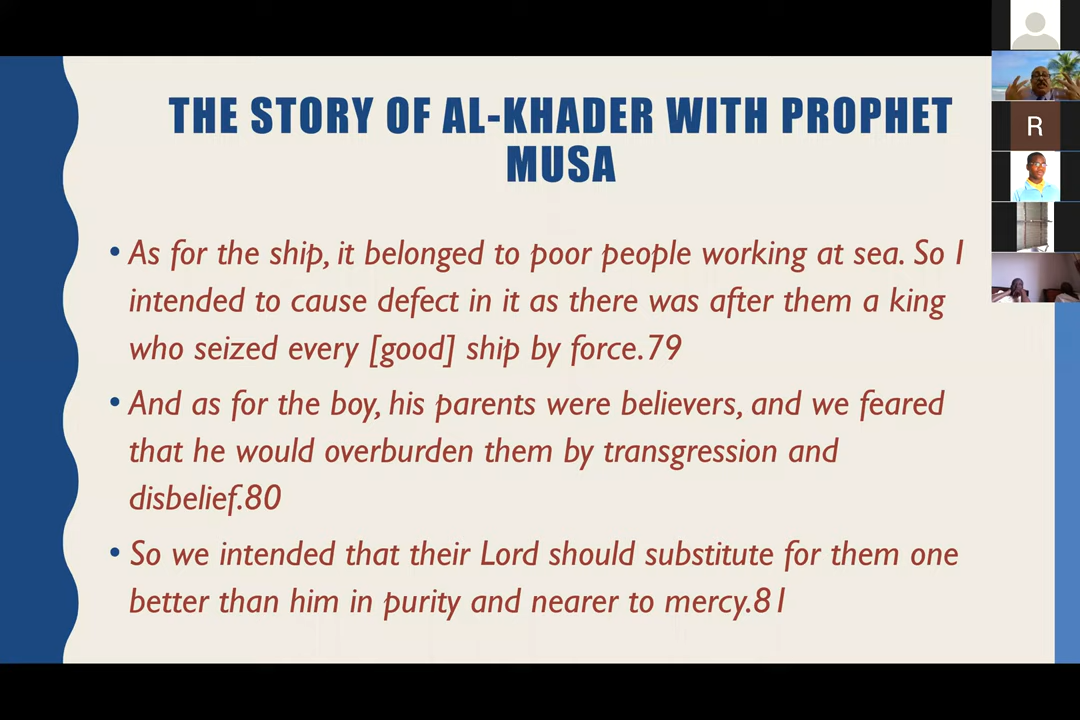 THE STORY OF AL-KHADER WITH PROPHET
MUSA
• As for the ship, it belonged to poor people working at sea. So I
intended to cause defect in it as there was after them a king
who seized every [good] ship by force.79
• And as for the boy, his parents were believers, and we feared
that he would overburden them by transgression and
disbelief.80
• So we intended that their Lord should substitute for them one
better than him in purity and nearer to mercy.81
R